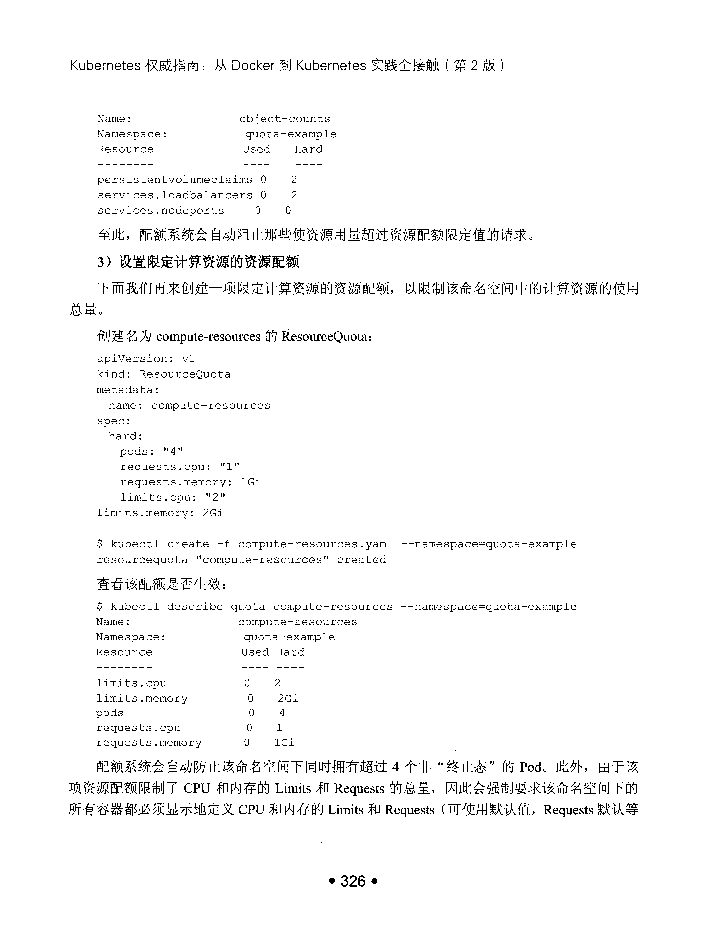 Kubernetes 权威指南：从 Docker 到 Kubernetes 实践全接触（第 2 版）
Name: object-counts
Namespace: quota-example
Resource Used Hard
-------- ---- ----
persistentvolumeclaims 0 2
services.loadbalancers 0 2
services.nodeports 0 0
至此，配额系统会自动阻止那些使资源用量超过资源配额限定值的请求。
3）设置限定计算资源的资源配额
下面我们再来创建一项限定计算资源的资源配额，以限制该命名空间中的计算资源的使用
总量。
创建名为 compute-resources 的 ResourceQuota：
apiVersion: v1
kind: ResourceQuota
metadata:
name: compute-resources
spec:
hard:
pods: "4"
requests.cpu: "1"
requests.memory: 1Gi
limits.cpu: "2"
limits.memory: 2Gi
$ kubectl create -f compute-resources.yaml --namespace=quota-example
resourcequota "compute-resources" created
查看该配额是否生效：
$ kubectl describe quota compute-resources --namespace=quota-example
Name: compute-resources
Namespace: quota-example
Resource Used Hard
-------- ---- ----
limits.cpu 0 2
limits.memory 0 2Gi
pods 0 4
requests.cpu 0 1
requests.memory 0 1Gi
配额系统会自动防止该命名空间下同时拥有超过 4 个非“终止态”的 Pod。此外，由于该
项资源配额限制了 CPU 和内存的 Limits 和 Requests 的总量，因此会强制要求该命名空间下的
所有容器都必须显示地定义 CPU 和内存的 Limits 和 Requests（可使用默认值，Requests 默认等
• 326 •